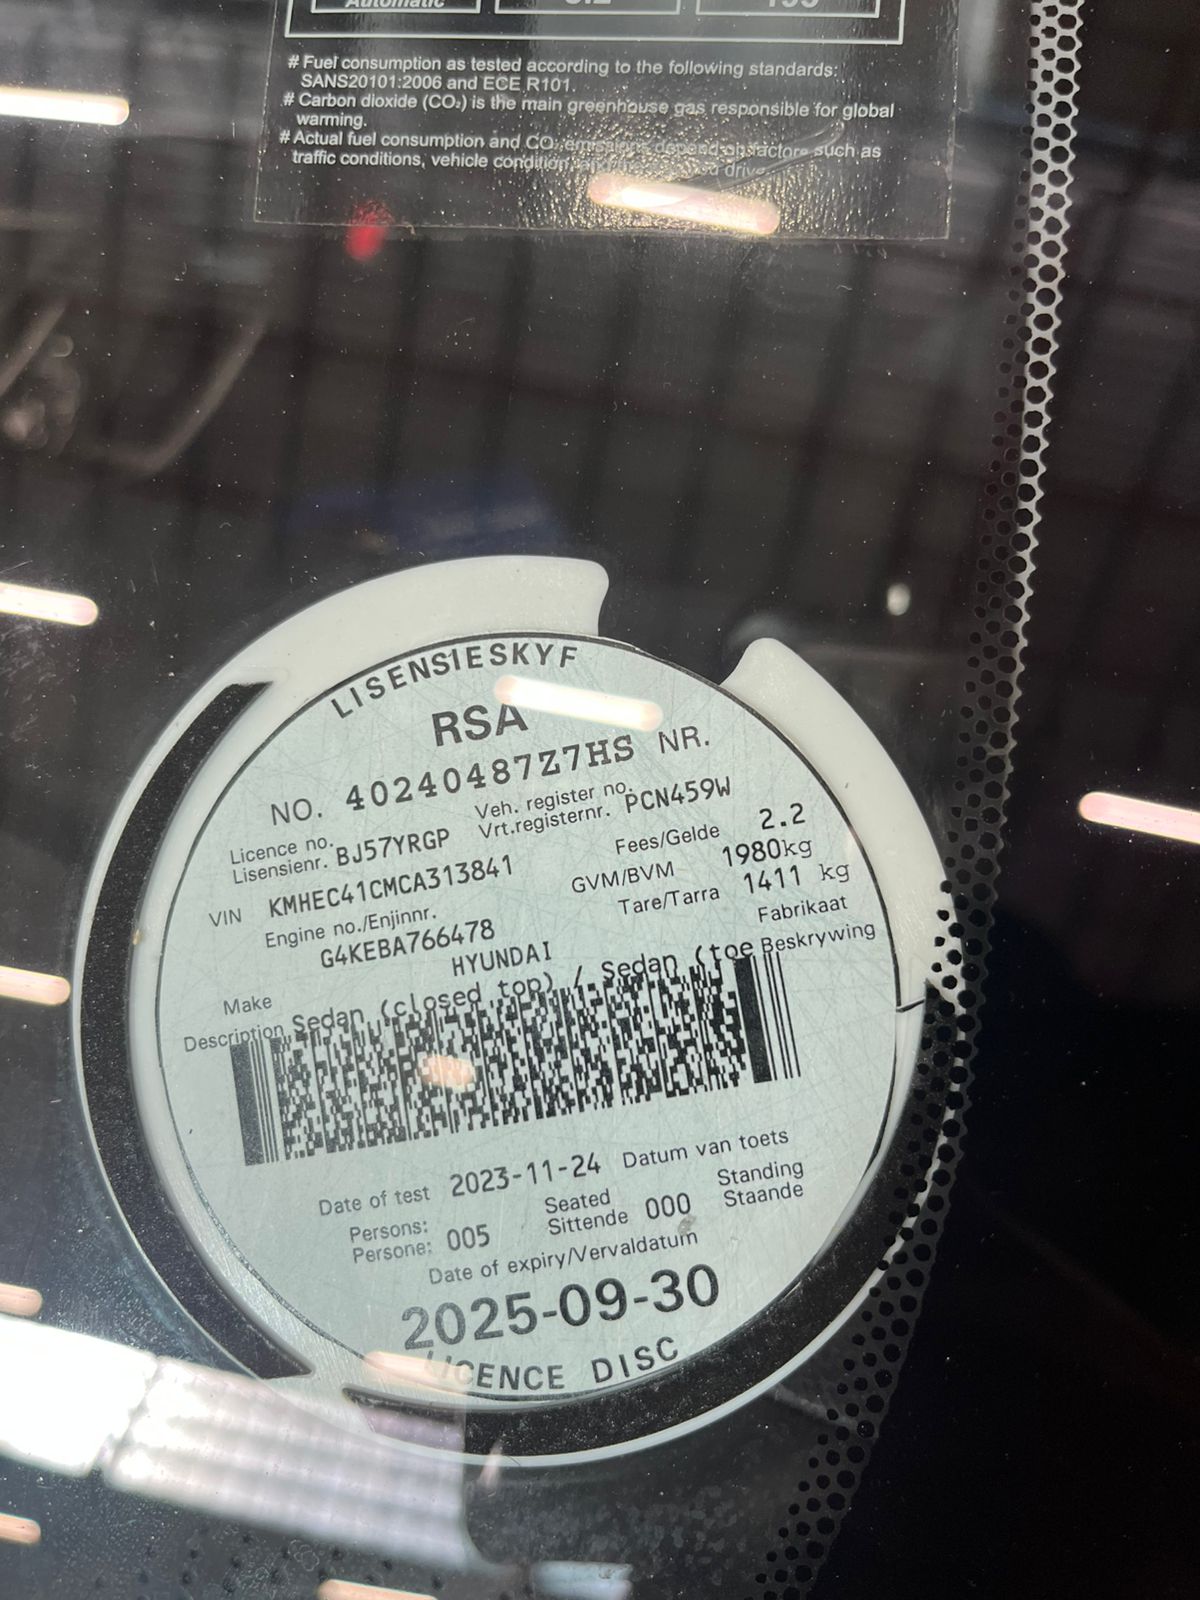 Automatic
# Fuel consumption as tested according to the following standards:
SANS20101:2006 and ECE R101.
# Carbon dioxide (CO₂) is the main greenhouse gas responsible for global
warming.
# Actual fuel consumption and CO₂ emissions depend on factors such as
traffic conditions, vehicle condition
LISENSIESKYF
RSA
NO. 40240487Z7HS NR.
Licence no. Veh. register no.
Lisensienr. BJ57YRGP Vrt.registernr. PCN459W
VIN KMHEC41CMCA313841 Fees/Gelde 2.2
Engine no./Enjinnr. GVM/BVM 1980kg
G4KEBA766478 Tare/Tarra 1411 kg
Make HYUNDAI Fabrikaat
Description Sedan (closed top) / Sedan (toe Beskrywing
Date of test 2023-11-24 Datum van toets
Persons: Seated Standing
Persone: 005 Sittende 000 Staande
Date of expiry/Vervaldatum
2025-09-30
LICENCE DISC